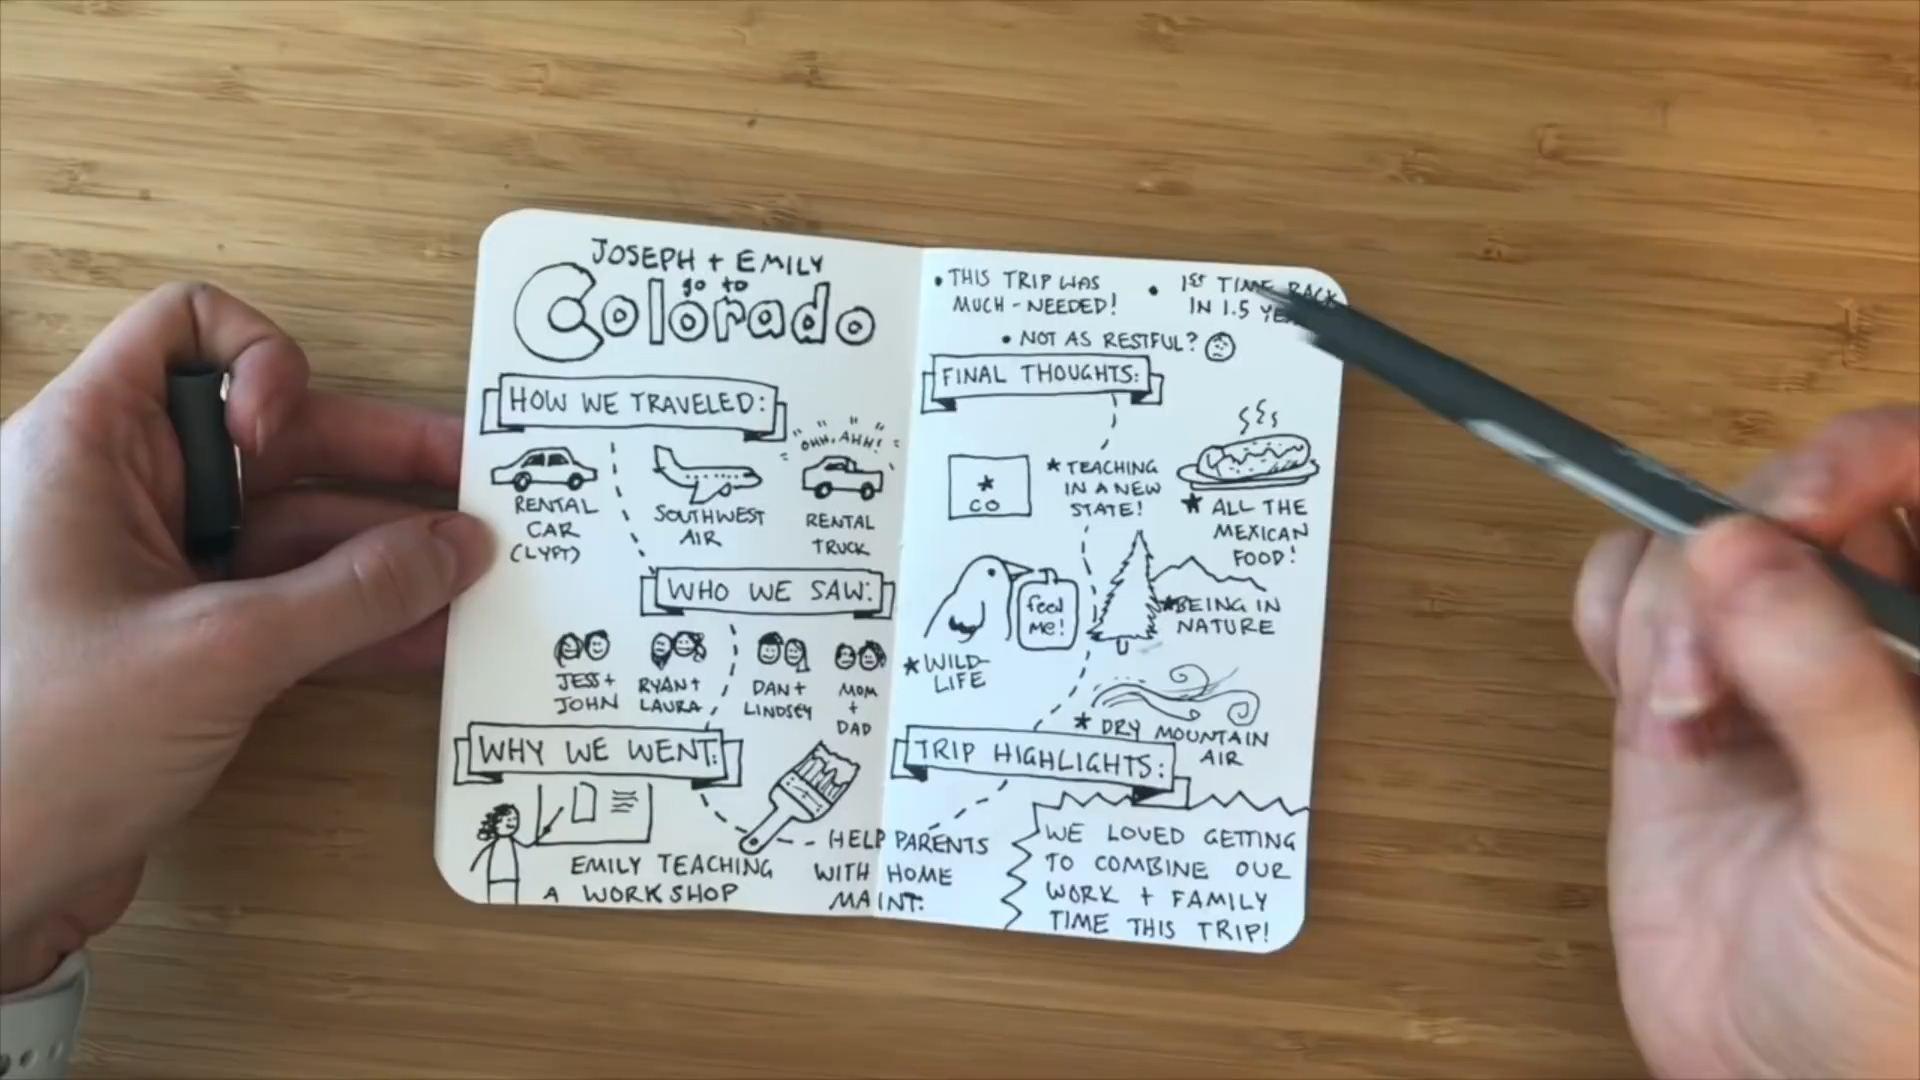 JOSEPH + EMILY
go to
Colorado
HOW WE TRAVELED:
RENTAL
CAR
(LYFT)
SOUTHWEST
AIR
OHH, AHH!
RENTAL
TRUCK
WHO WE SAW:
JESS +
JOHN
RYAN +
LAURA
DAN +
LINDSEY
MOM
+
DAD
WHY WE WENT:
EMILY TEACHING
A WORKSHOP
HELP PARENTS
WITH HOME
MAINT.
• THIS TRIP WAS
MUCH-NEEDED!
• 1ST TIME BACK
IN 1.5
• NOT AS RESTFUL?
FINAL THOUGHTS:
* CO
* TEACHING
IN A NEW
STATE!
* ALL THE
MEXICAN
FOOD!
feed
me!
* WILD-
LIFE
* BEING IN
NATURE
* DRY MOUNTAIN
AIR
TRIP HIGHLIGHTS:
WE LOVED GETTING
TO COMBINE OUR
WORK + FAMILY
TIME THIS TRIP!